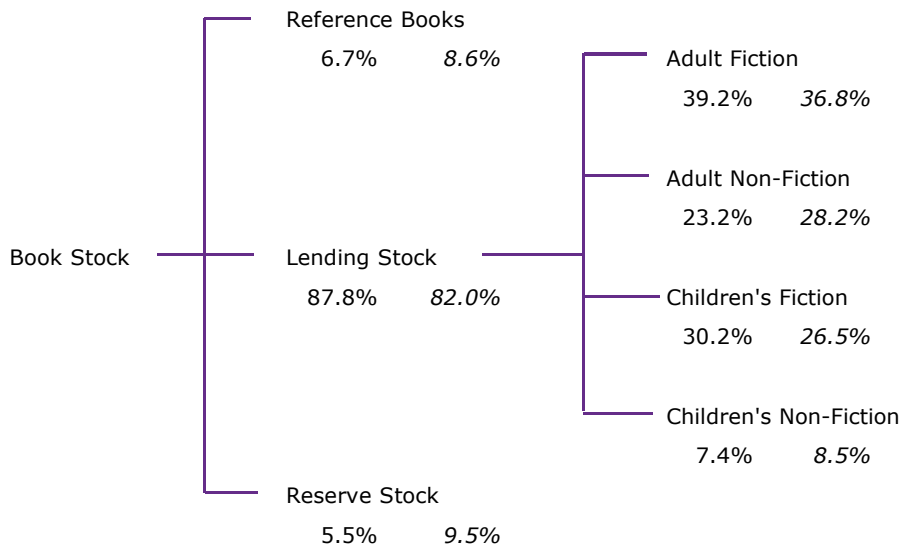 Reference Books
6.7% 8.6%
Adult Fiction
39.2% 36.8%
Adult Non-Fiction
23.2% 28.2%
Book Stock
Lending Stock
87.8% 82.0%
Children's Fiction
30.2% 26.5%
Children's Non-Fiction
7.4% 8.5%
Reserve Stock
5.5% 9.5%